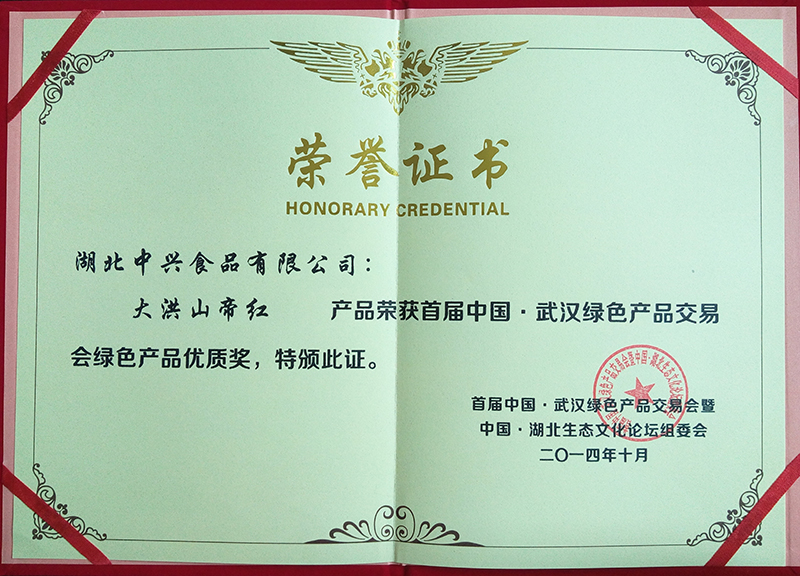 荣誉证书
HONORARY CREDENTIAL
湖北中兴食品有限公司：
大洪山帝红 产品荣获首届中国·武汉绿色产品交易
会绿色产品优质奖，特颁此证。
首届中国·武汉绿色产品交易会暨
中国·湖北生态文化论坛组委会
二〇一四年十月